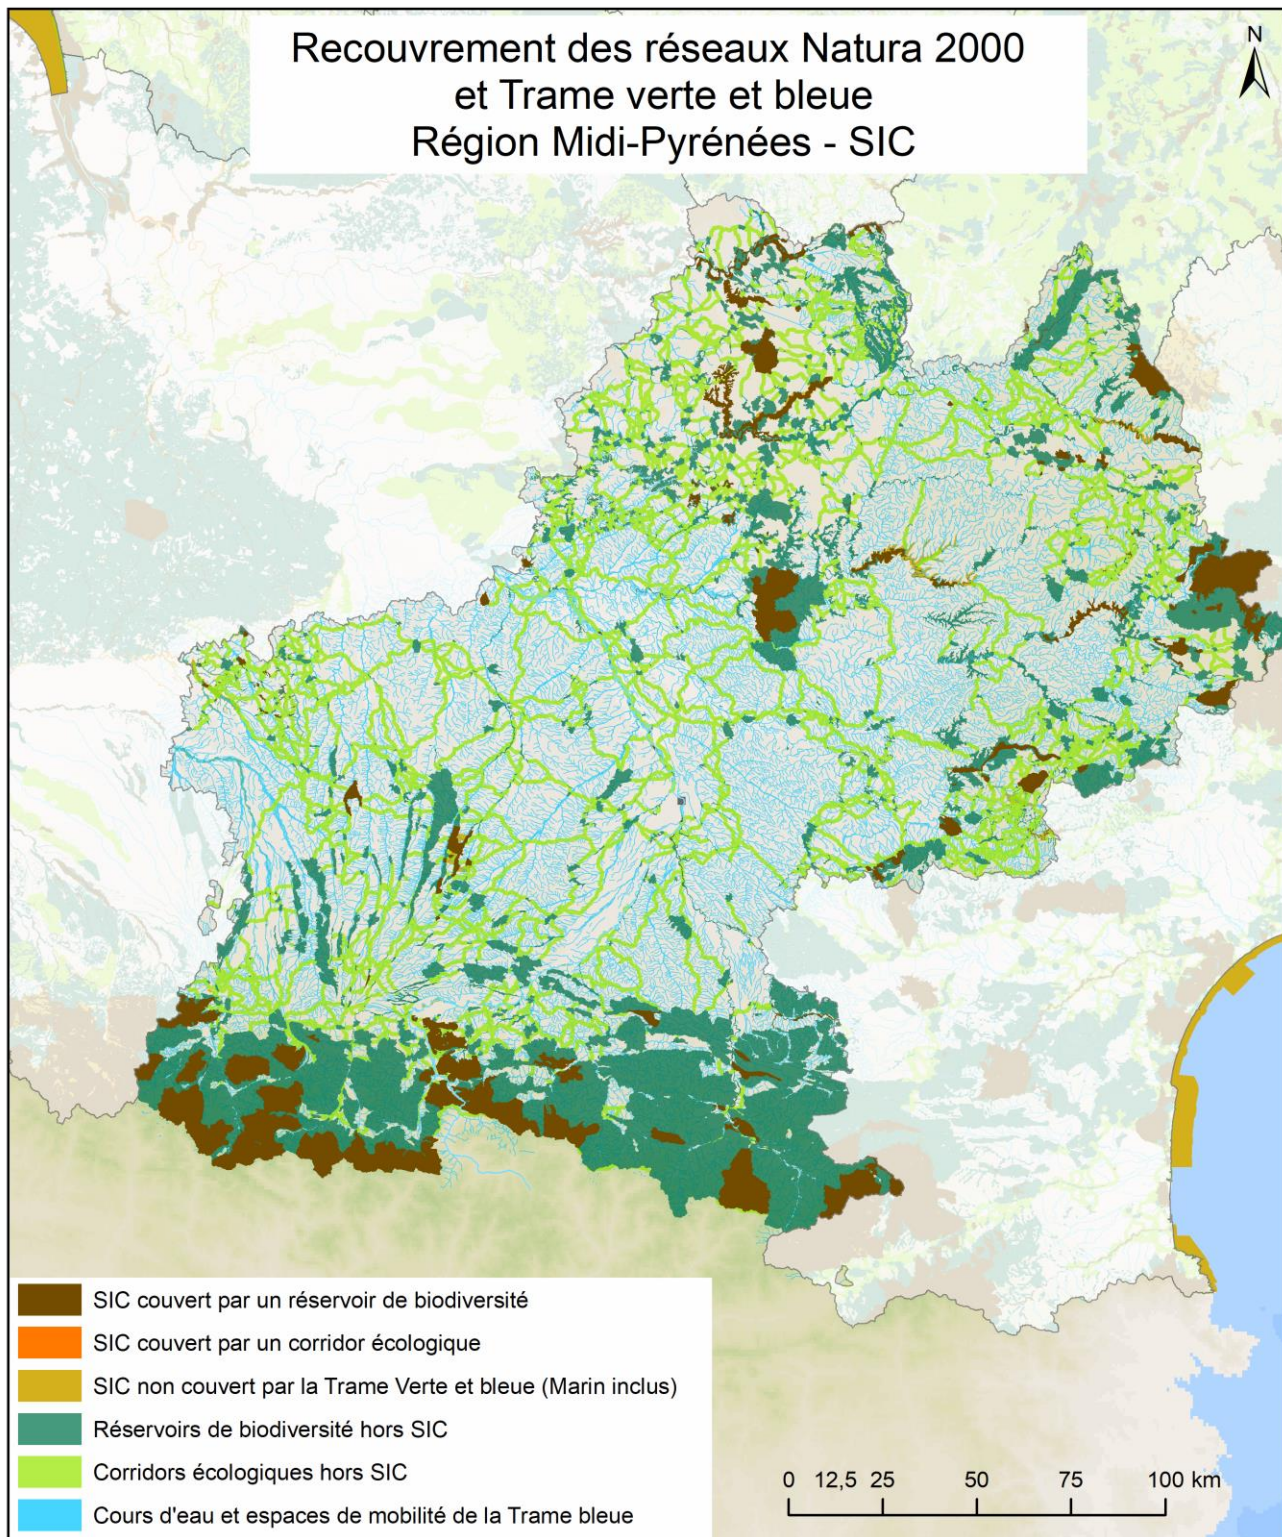 Recouvrement des réseaux Natura 2000
et Trame verte et bleue
Région Midi-Pyrénées - SIC
N
SIC couvert par un réservoir de biodiversité
SIC couvert par un corridor écologique
SIC non couvert par la Trame Verte et bleue (Marin inclus)
Réservoirs de biodiversité hors SIC
Corridors écologiques hors SIC
Cours d'eau et espaces de mobilité de la Trame bleue
0 12,5 25 50 75 100 km